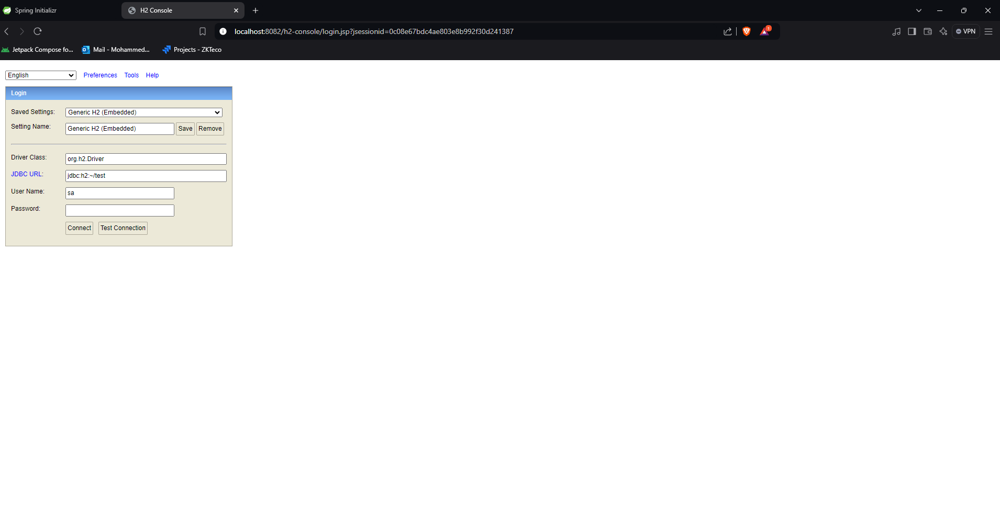 Spring Initializr
H2 Console
localhost:8082/h2-console/login.jsp?jsessionid=0c08e67bdc4ae803e8b992f30d241387
1
VPN
Jetpack Compose fo...
Mail - Mohammed...
Projects - ZKTeco
English Preferences Tools Help
Login
Saved Settings: Generic H2 (Embedded)
Setting Name: Generic H2 (Embedded) Save Remove
Driver Class: org.h2.Driver
JDBC URL: jdbc:h2:~/test
User Name: sa
Password:
Connect Test Connection